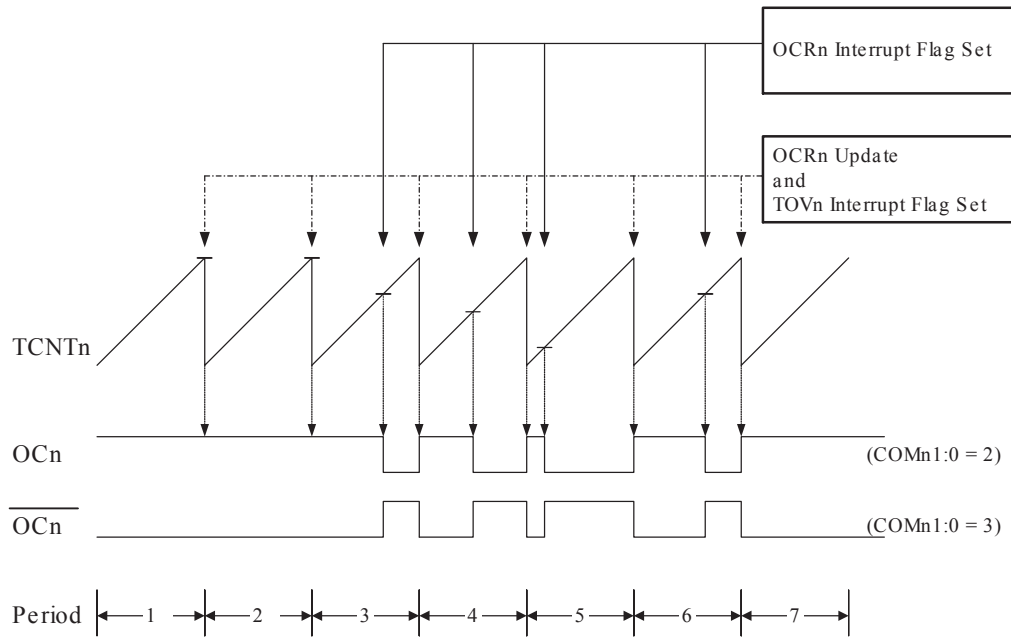 OCRn Interrupt Flag Set
OCRn Update
and
TOVn Interrupt Flag Set
TCNTn
OCn
(COMn1:0 = 2)
OCn
(COMn1:0 = 3)
Period
1
2
3
4
5
6
7